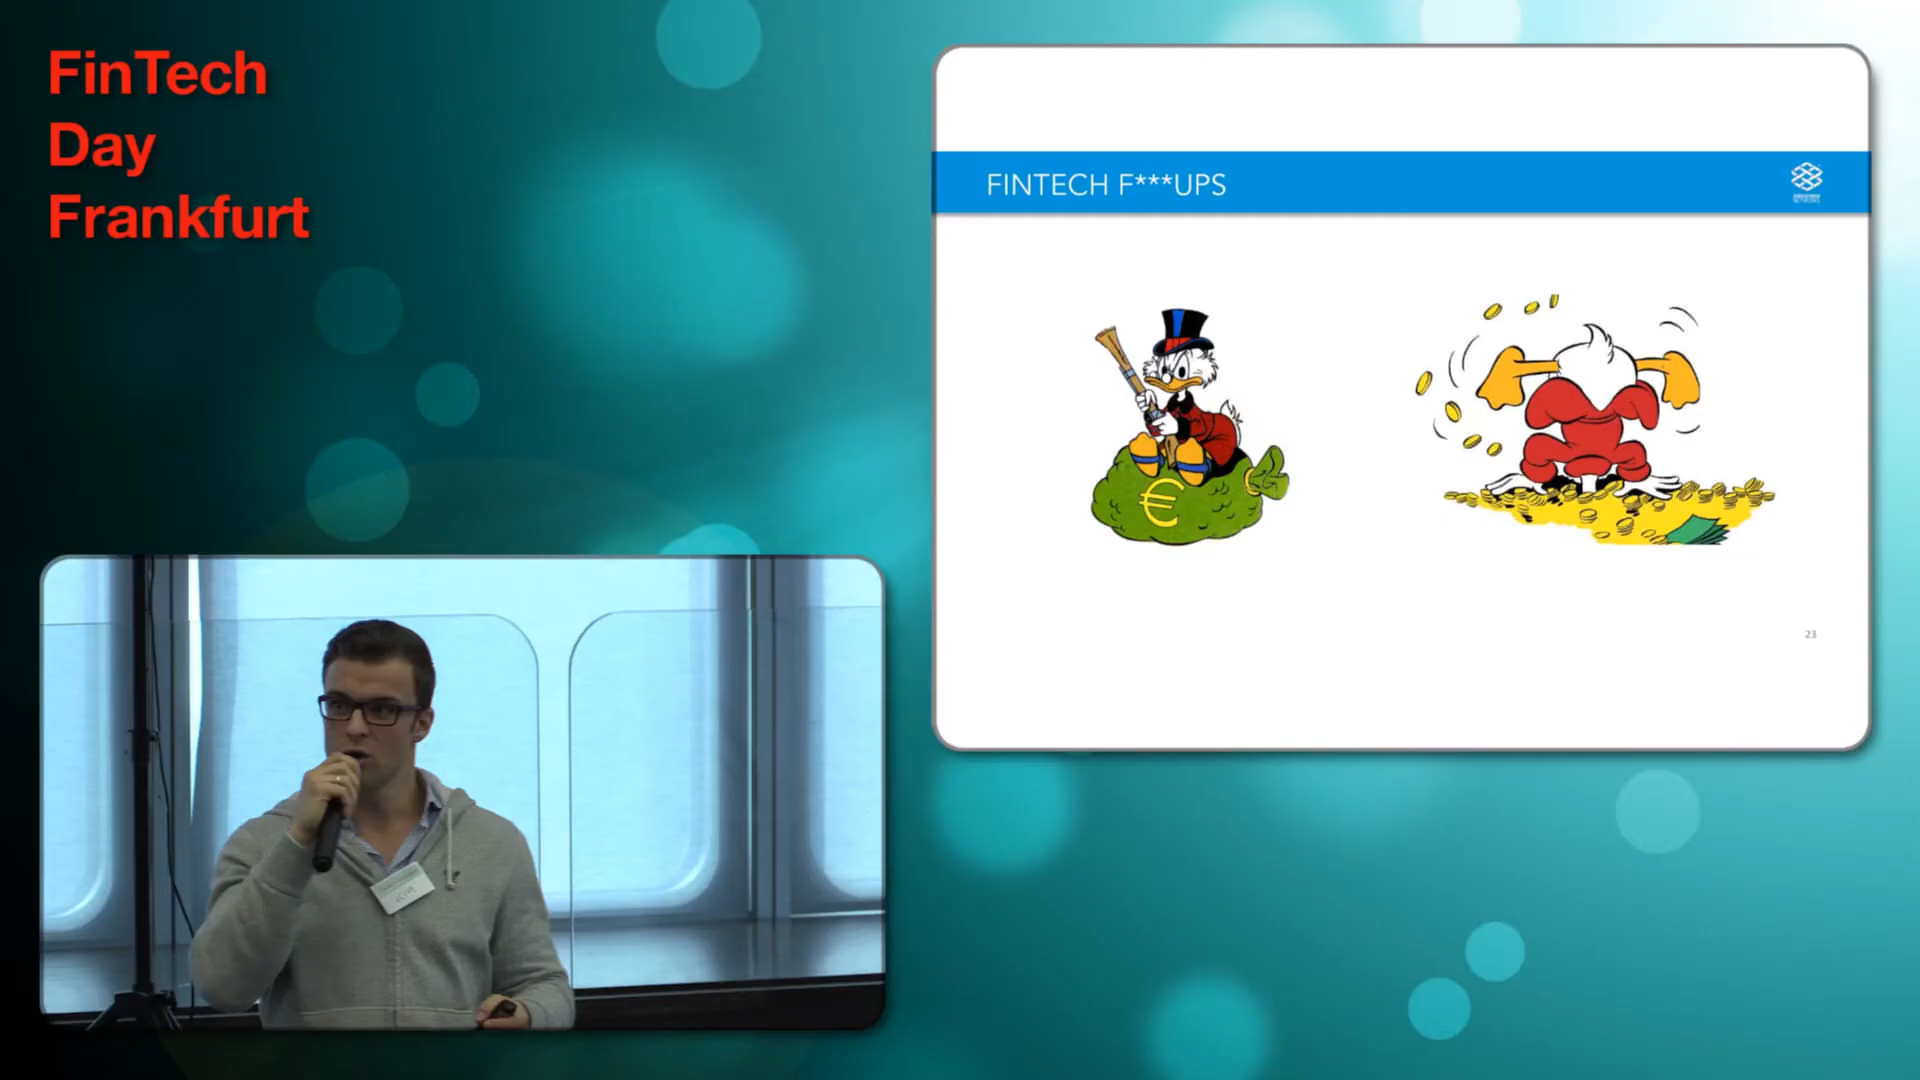 FinTech
Day
Frankfurt
FINTECH F***UPS
€
23